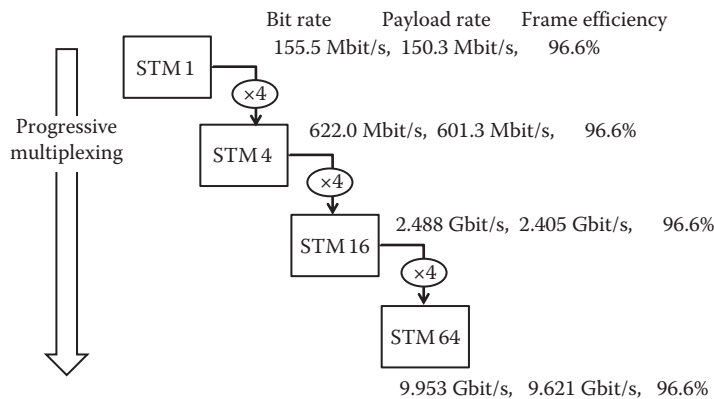 Bit rate Payload rate Frame efficiency
STM 1 155.5 Mbit/s, 150.3 Mbit/s, 96.6%
×4
Progressive
multiplexing
STM 4 622.0 Mbit/s, 601.3 Mbit/s, 96.6%
×4
STM 16 2.488 Gbit/s, 2.405 Gbit/s, 96.6%
×4
STM 64
9.953 Gbit/s, 9.621 Gbit/s, 96.6%